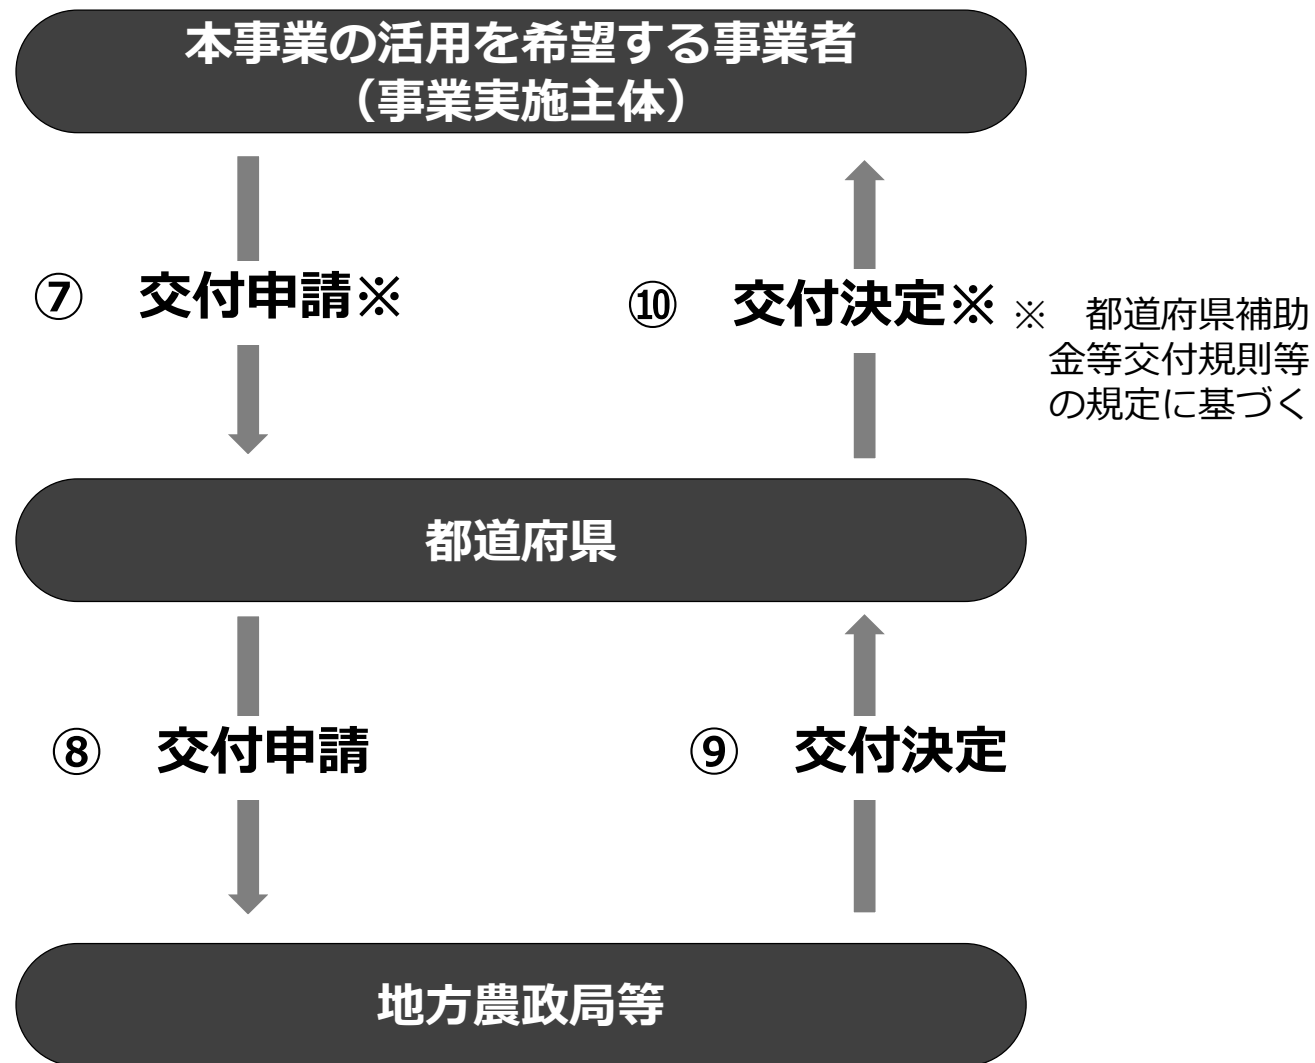 本事業の活用を希望する事業者
（事業実施主体）
⑦　交付申請※
⑩　交付決定※
※　都道府県補助
金等交付規則等
の規定に基づく
都道府県
⑧　交付申請
⑨　交付決定
地方農政局等